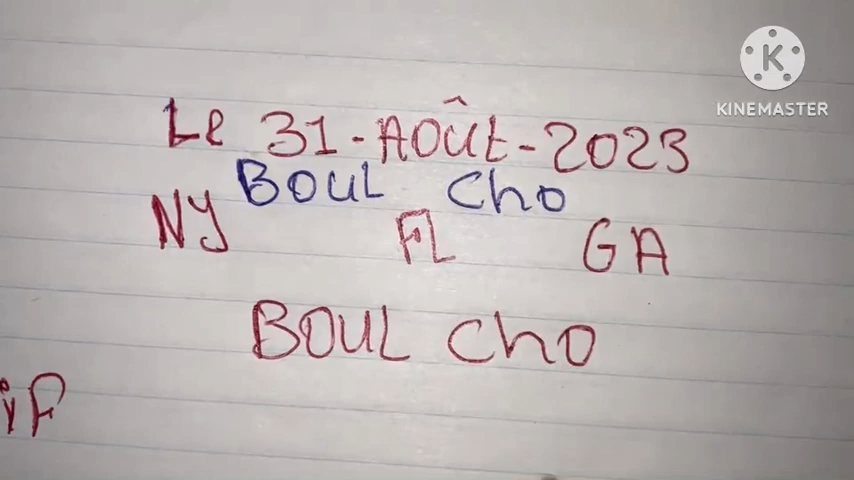 KINEMASTER
Le 31-Août-2023
BOUL Cho
NY FL GA
BOUL Cho